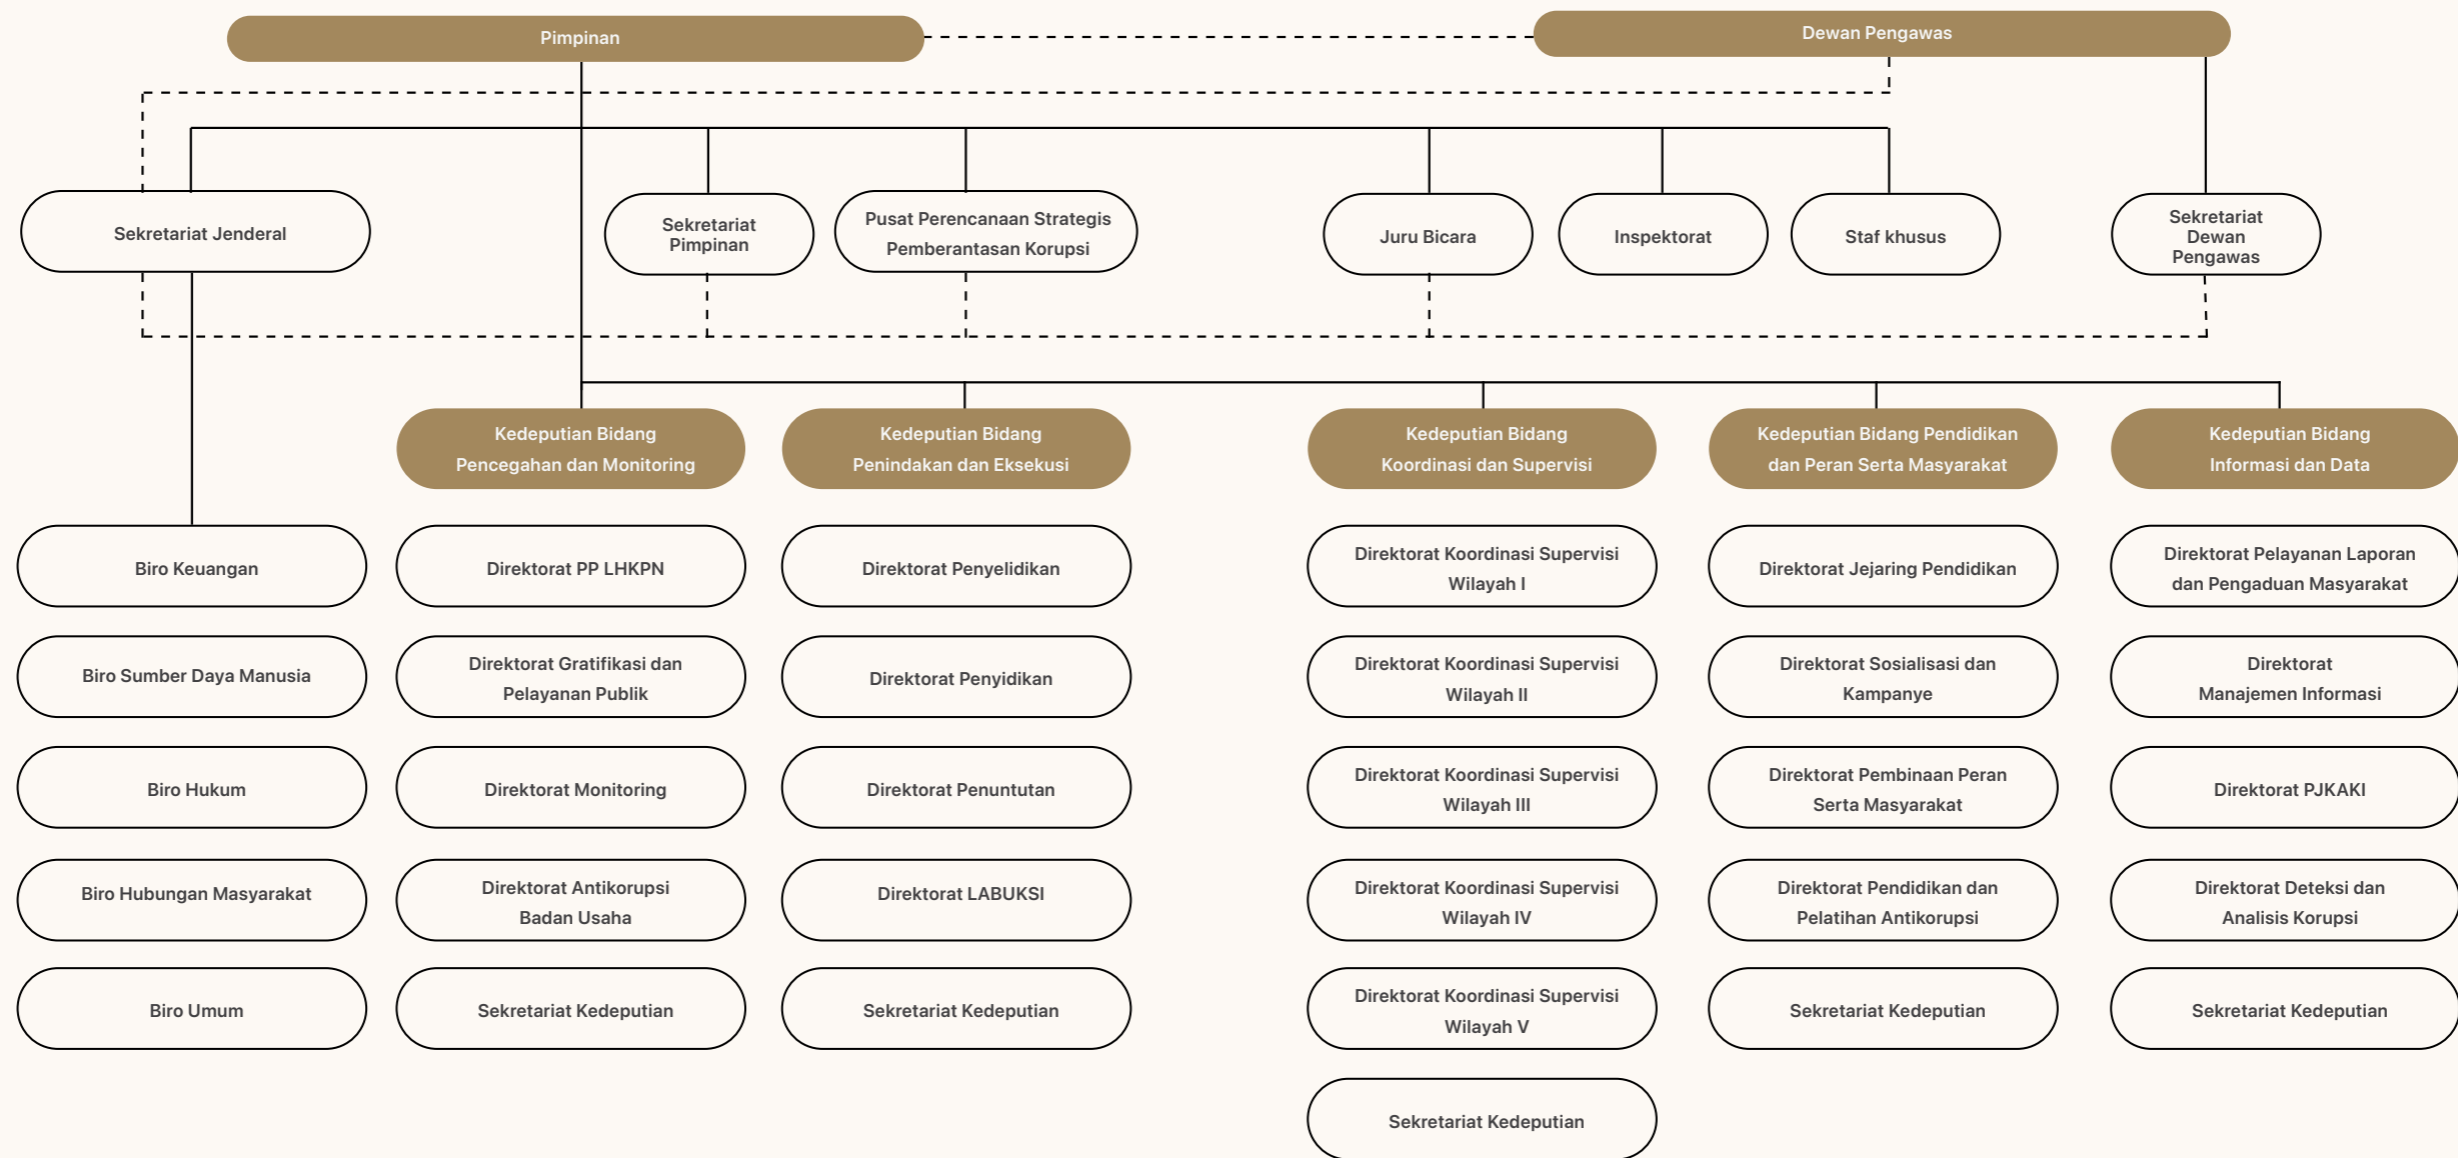 Pimpinan
Dewan Pengawas
Sekretariat Jenderal
Sekretariat
Pimpinan
Pusat Perencanaan Strategis
Pemberantasan Korupsi
Juru Bicara
Inspektorat
Staf khusus
Sekretariat
Dewan
Pengawas
Kedeputian Bidang
Pencegahan dan Monitoring
Kedeputian Bidang
Penindakan dan Eksekusi
Kedeputian Bidang
Koordinasi dan Supervisi
Kedeputian Bidang Pendidikan
dan Peran Serta Masyarakat
Kedeputian Bidang
Informasi dan Data
Biro Keuangan
Direktorat PP LHKPN
Direktorat Penyelidikan
Direktorat Koordinasi Supervisi
Wilayah I
Direktorat Jejaring Pendidikan
Direktorat Pelayanan Laporan
dan Pengaduan Masyarakat
Biro Sumber Daya Manusia
Direktorat Gratifikasi dan
Pelayanan Publik
Direktorat Penyidikan
Direktorat Koordinasi Supervisi
Wilayah II
Direktorat Sosialisasi dan
Kampanye
Direktorat
Manajemen Informasi
Biro Hukum
Direktorat Monitoring
Direktorat Penuntutan
Direktorat Koordinasi Supervisi
Wilayah III
Direktorat Pembinaan Peran
Serta Masyarakat
Direktorat PJKAKI
Biro Hubungan Masyarakat
Direktorat Antikorupsi
Badan Usaha
Direktorat LABUKSI
Direktorat Koordinasi Supervisi
Wilayah IV
Direktorat Pendidikan dan
Pelatihan Antikorupsi
Direktorat Deteksi dan
Analisis Korupsi
Biro Umum
Sekretariat Kedeputian
Sekretariat Kedeputian
Direktorat Koordinasi Supervisi
Wilayah V
Sekretariat Kedeputian
Sekretariat Kedeputian
Sekretariat Kedeputian